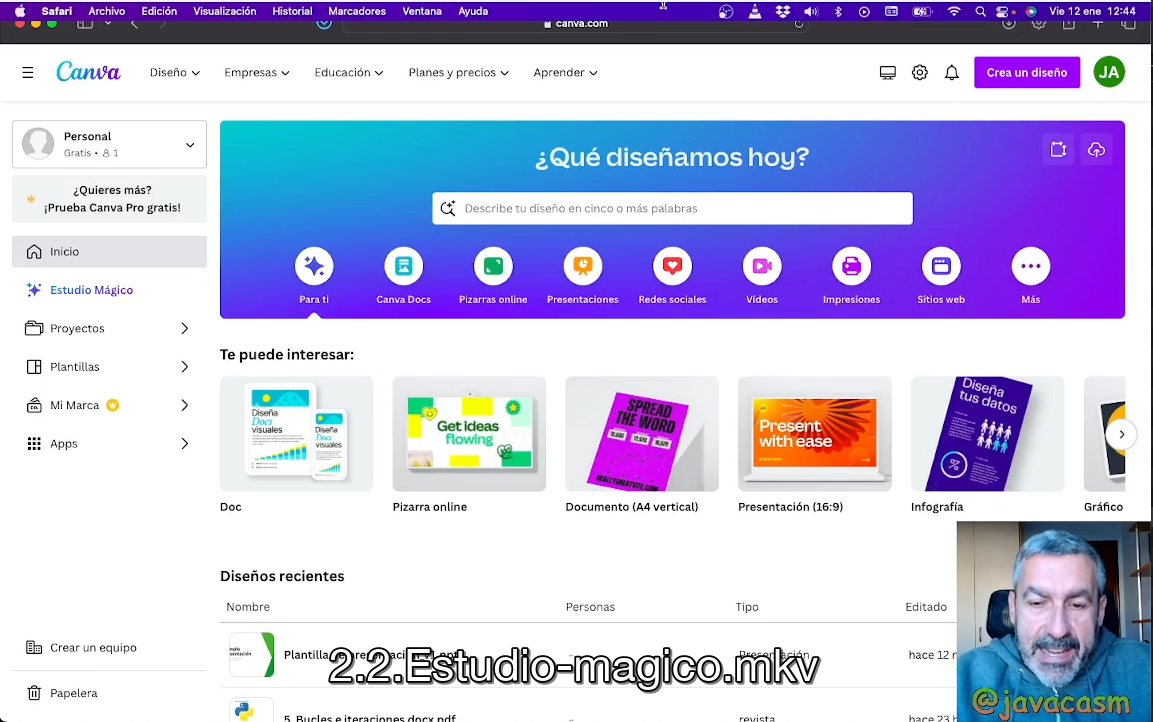 Safari Archivo Edición Visualización Historial Marcadores Ventana Ayuda Vie 12 ene 12:44
canva.com
Canva Diseño Empresas Educación Planes y precios Aprender Crea un diseño JA
Personal
Gratis • 1
¿Quieres más?
¡Prueba Canva Pro gratis!
Inicio
Estudio Mágico
Proyectos
Plantillas
Mi Marca
Apps
Crear un equipo
Papelera
¿Qué diseñamos hoy?
Describe tu diseño en cinco o más palabras
Para ti Canva Docs Pizarras online Presentaciones Redes sociales Vídeos Impresiones Sitios web Más
Te puede interesar:
Diseña
Docs
visuales
Diseña
Docs
visuales
Get ideas
flowing
SPREAD
THE WORD
REALLYGREATSITE.COM
Present
with ease
Diseña
tus datos
Doc Pizarra online Documento (A4 vertical) Presentación (16:9) Infografía Gráfico
Diseños recientes
Nombre Personas Tipo Editado
Presentación hace 12
5. Bucles e iteraciones docx.pdf -- revista hace 23
2.2.Estudio-magico.mkv
@javacasm